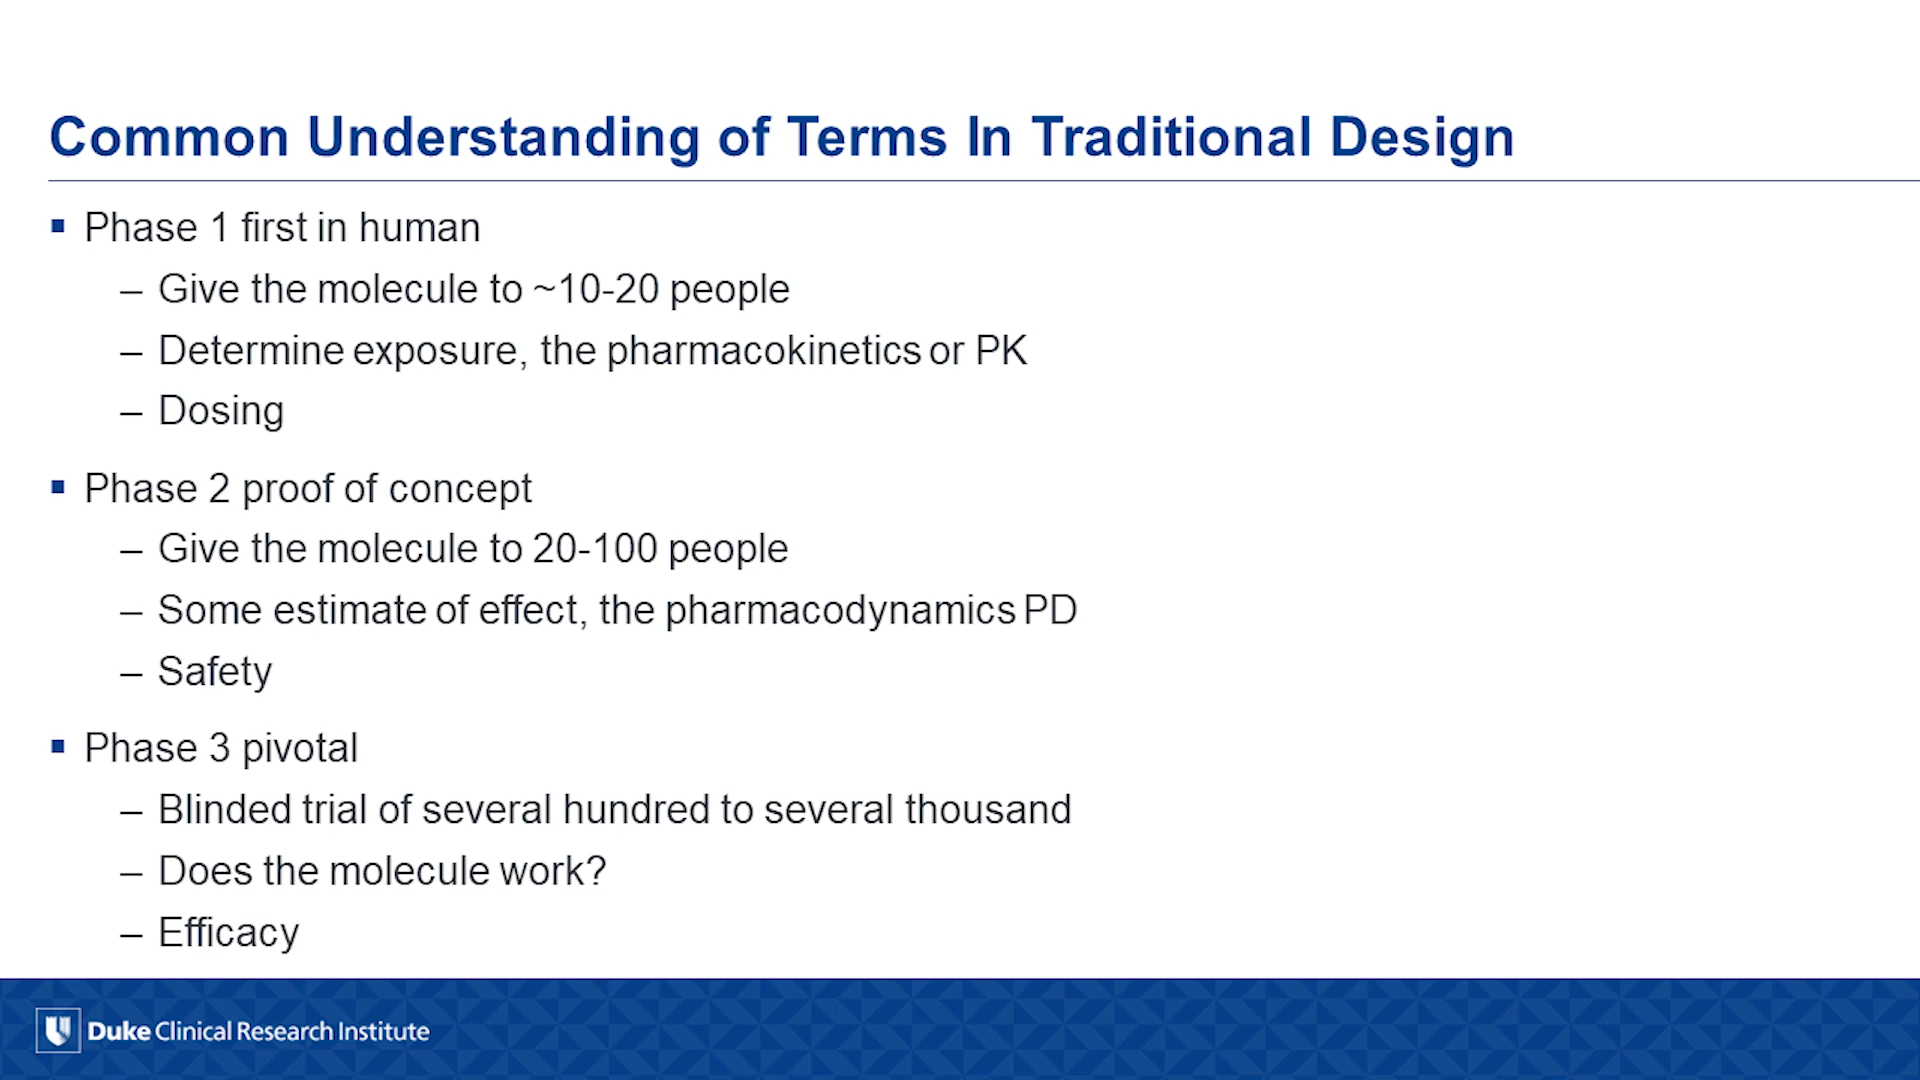 Common Understanding of Terms In Traditional Design
▪ Phase 1 first in human
– Give the molecule to ~10-20 people
– Determine exposure, the pharmacokinetics or PK
– Dosing
▪ Phase 2 proof of concept
– Give the molecule to 20-100 people
– Some estimate of effect, the pharmacodynamics PD
– Safety
▪ Phase 3 pivotal
– Blinded trial of several hundred to several thousand
– Does the molecule work?
– Efficacy
Duke Clinical Research Institute